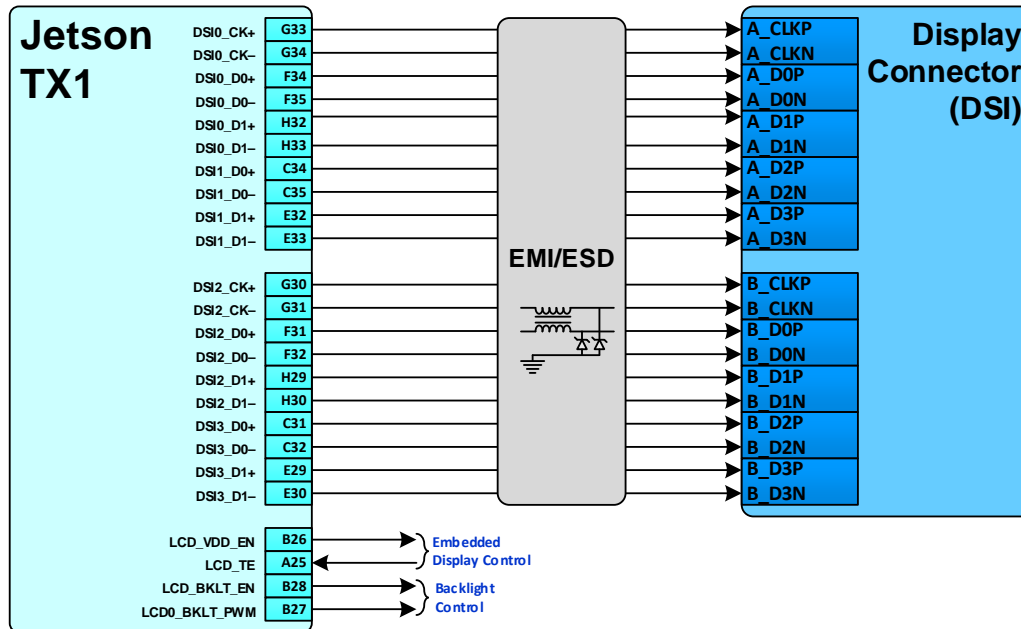 Jetson
TX1
DSI0_CK+ G33
DSI0_CK– G34
DSI0_D0+ F34
DSI0_D0– F35
DSI0_D1+ H32
DSI0_D1– H33
DSI1_D0+ C34
DSI1_D0– C35
DSI1_D1+ E32
DSI1_D1– E33
DSI2_CK+ G30
DSI2_CK– G31
DSI2_D0+ F31
DSI2_D0– F32
DSI2_D1+ H29
DSI2_D1– H30
DSI3_D0+ C31
DSI3_D0– C32
DSI3_D1+ E29
DSI3_D1– E30
LCD_VDD_EN B26
LCD_TE A25
LCD_BKLT_EN B28
LCD0_BKLT_PWM B27
Embedded
Display Control
Backlight
Control
EMI/ESD
A_CLKP
A_CLKN
A_D0P
A_D0N
A_D1P
A_D1N
A_D2P
A_D2N
A_D3P
A_D3N
B_CLKP
B_CLKN
B_D0P
B_D0N
B_D1P
B_D1N
B_D2P
B_D2N
B_D3P
B_D3N
Display
Connector
(DSI)